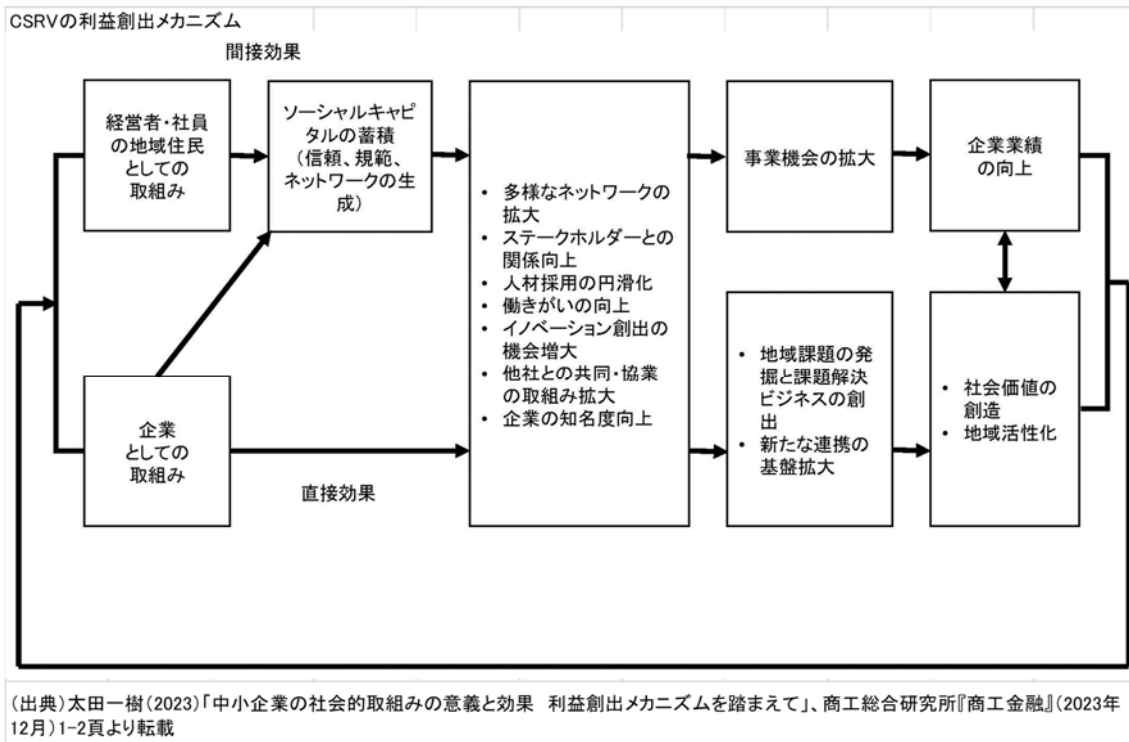 CSRVの利益創出メカニズム
間接効果
経営者・社員
の地域住民
としての
取組み
ソーシャルキャピ
タルの蓄積
（信頼、規範、
ネットワークの生
成）
• 多様なネットワークの
拡大
• ステークホルダーとの
関係向上
• 人材採用の円滑化
• 働きがいの向上
• イノベーション創出の
機会増大
• 他社との共同・協業
の取組み拡大
• 企業の知名度向上
事業機会の拡大
企業業績
の向上
企業
としての
取組み
直接効果
• 地域課題の発
掘と課題解決
ビジネスの創
出
• 新たな連携の
基盤拡大
• 社会価値の
創造
• 地域活性化
(出典)太田一樹(2023)「中小企業の社会的取組みの意義と効果　利益創出メカニズムを踏まえて」、商工総合研究所『商工金融』(2023年
12月)1-2頁より転載